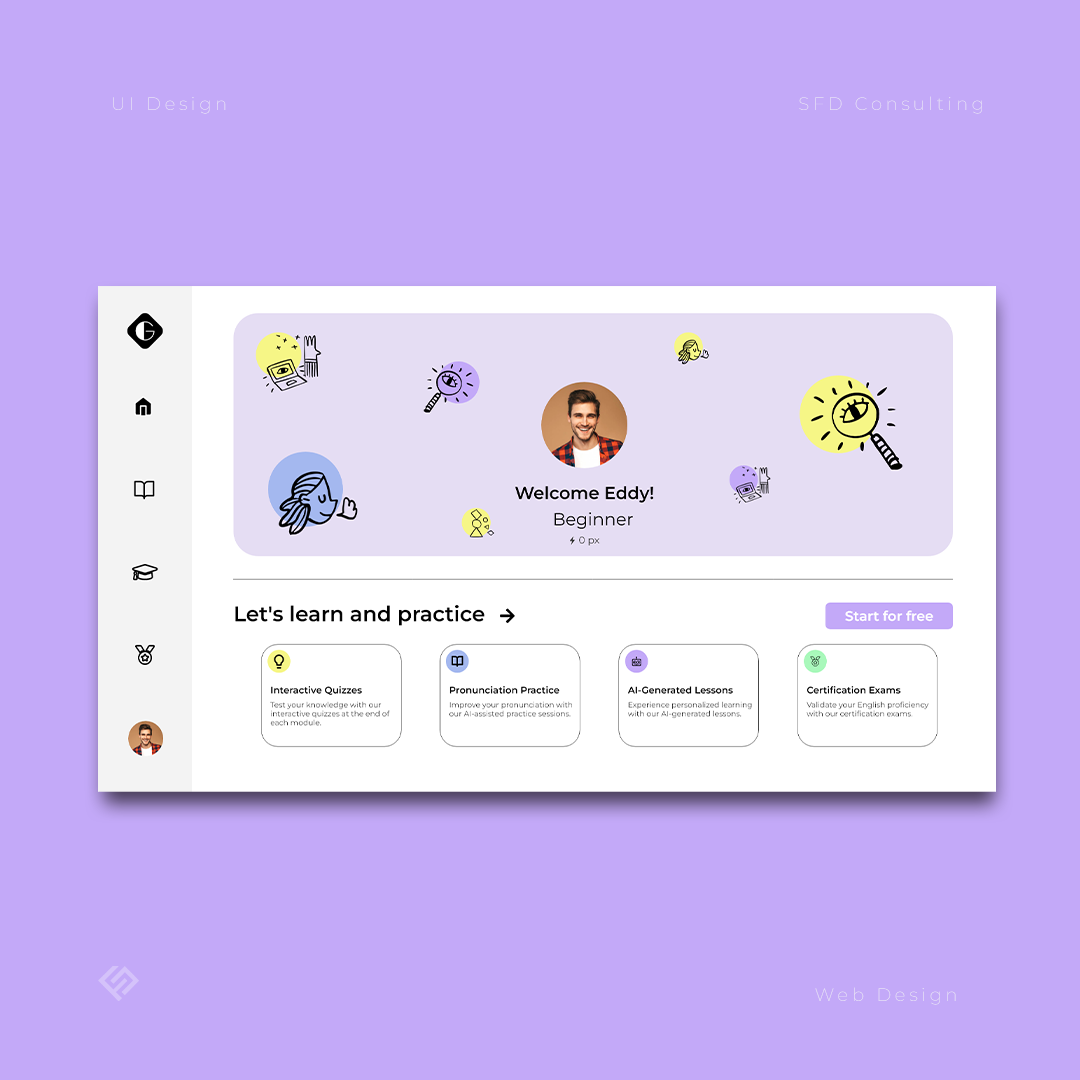 UI Design
SFD Consulting
Welcome Eddy!
Beginner
0 px
Let's learn and practice
Start for free
Interactive Quizzes
Test your knowledge with our
interactive quizzes at the end of
each module.
Pronunciation Practice
Improve your pronunciation with
our AI-assisted practice sessions.
AI-Generated Lessons
Experience personalized learning
with our AI-generated lessons.
Certification Exams
Validate your English proficiency
with our certification exams.
Web Design